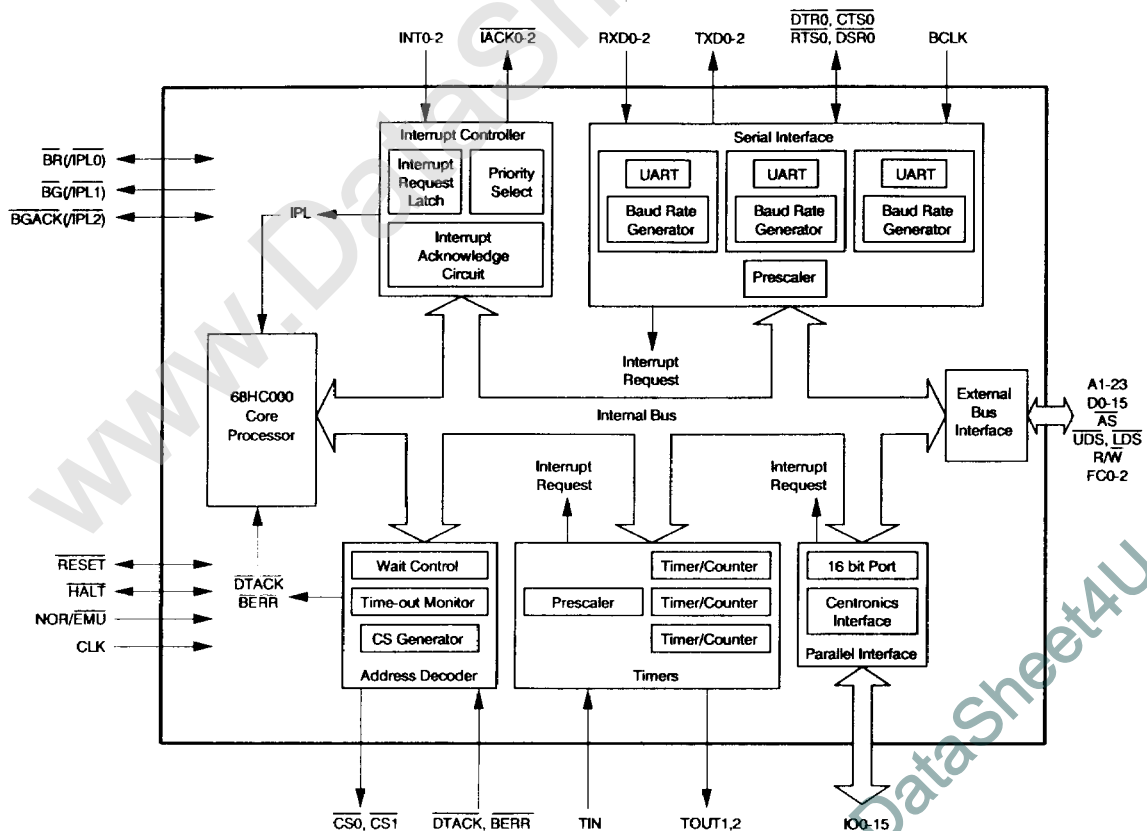 DTR0, CTS0
INT0-2 IACK0-2 RXD0-2 TXD0-2 RTS0, DSR0 BCLK
Interrupt Controller
Interrupt Request Latch
Priority Select
Interrupt Acknowledge Circuit
Serial Interface
UART UART UART
Baud Rate Generator
Baud Rate Generator
Baud Rate Generator
Prescaler
BR(/IPL0)
BG(/IPL1)
BGACK(/IPL2)
IPL
Interrupt
Request
68HC000
Core
Processor
Internal Bus
External
Bus
Interface
A1-23
D0-15
AS
UDS, LDS
R/W
FC0-2
Interrupt
Request
Interrupt
Request
RESET
HALT
NOR/EMU
CLK
DTACK
BERR
Wait Control
Time-out Monitor
CS Generator
Address Decoder
Prescaler
Timer/Counter
Timer/Counter
Timer/Counter
Timers
16 bit Port
Centronics
Interface
Parallel Interface
CS0, CS1 DTACK, BERR TIN TOUT1,2 IO0-15
www.DataSh
DataSheet4U